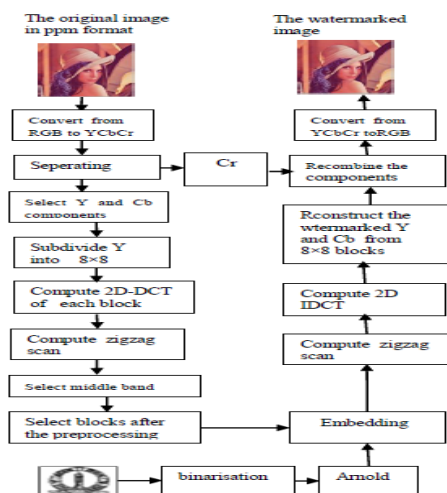 The original image
in ppm format
The watermarked
image
Convert from
RGB to YCbCr
Convert from
YCbCr toRGB
Seperating
Cr
Recombine the
components
Select Y and Cb
components
Rconstruct the
wtermarked Y
and Cb from
8×8 blocks
Subdivide Y
into 8×8
Compute 2D-DCT
of each block
Compute 2D
IDCT
Compute zigzag
scan
Compute zigzag
scan
Select middle band
Select blocks after
the preprocessing
Embedding
binarisation
Arnold